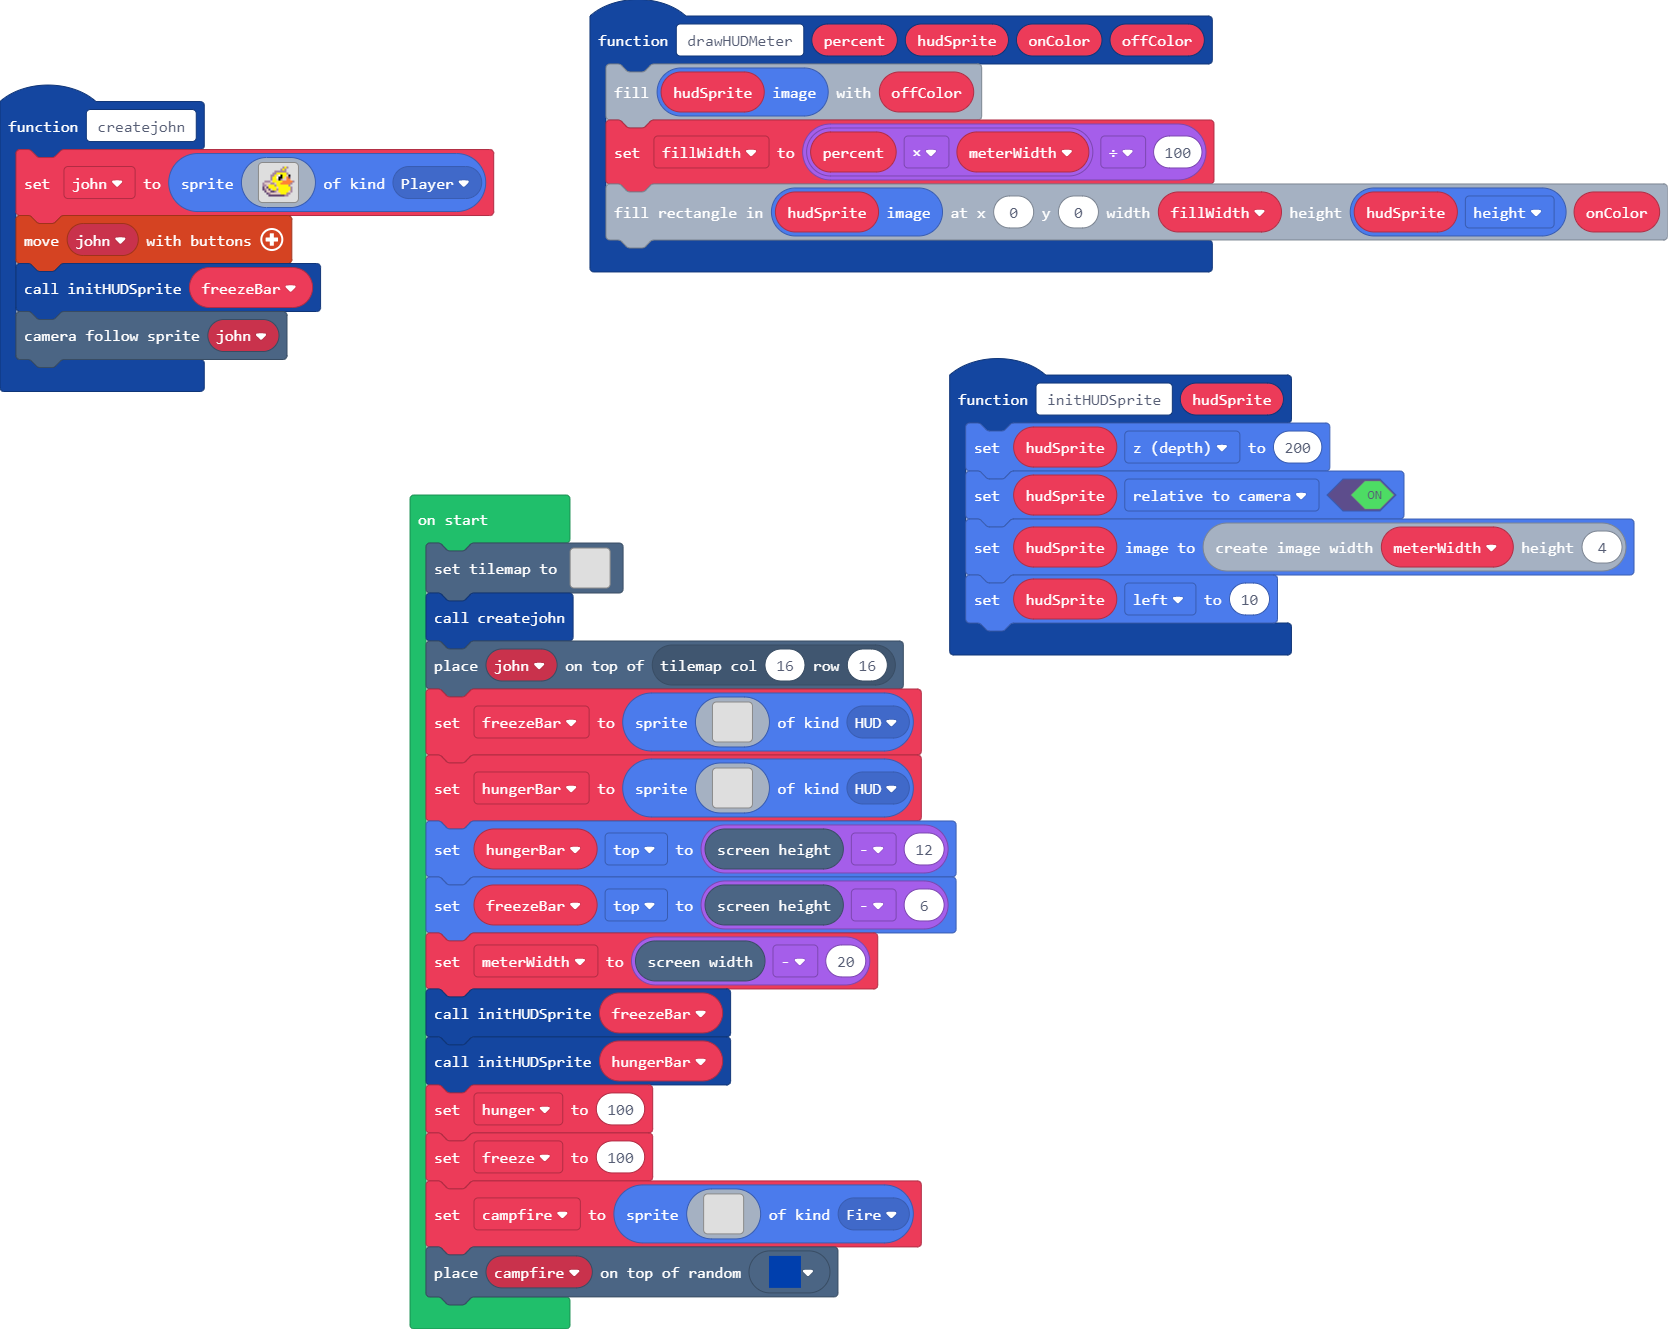 function createjohn
set john to sprite of kind Player
move john with buttons
call initHUDSprite freezeBar
camera follow sprite john
function drawHUDMeter percent hudSprite onColor offColor
fill hudSprite image with offColor
set fillWidth to percent × meterWidth ÷ 100
fill rectangle in hudSprite image at x 0 y 0 width fillWidth height hudSprite height onColor
function initHUDSprite hudSprite
set hudSprite z (depth) to 200
set hudSprite relative to camera ON
set hudSprite image to create image width meterWidth height 4
set hudSprite left to 10
on start
set tilemap to
call createjohn
place john on top of tilemap col 16 row 16
set freezeBar to sprite of kind HUD
set hungerBar to sprite of kind HUD
set hungerBar top to screen height - 12
set freezeBar top to screen height - 6
set meterWidth to screen width - 20
call initHUDSprite freezeBar
call initHUDSprite hungerBar
set hunger to 100
set freeze to 100
set campfire to sprite of kind Fire
place campfire on top of random